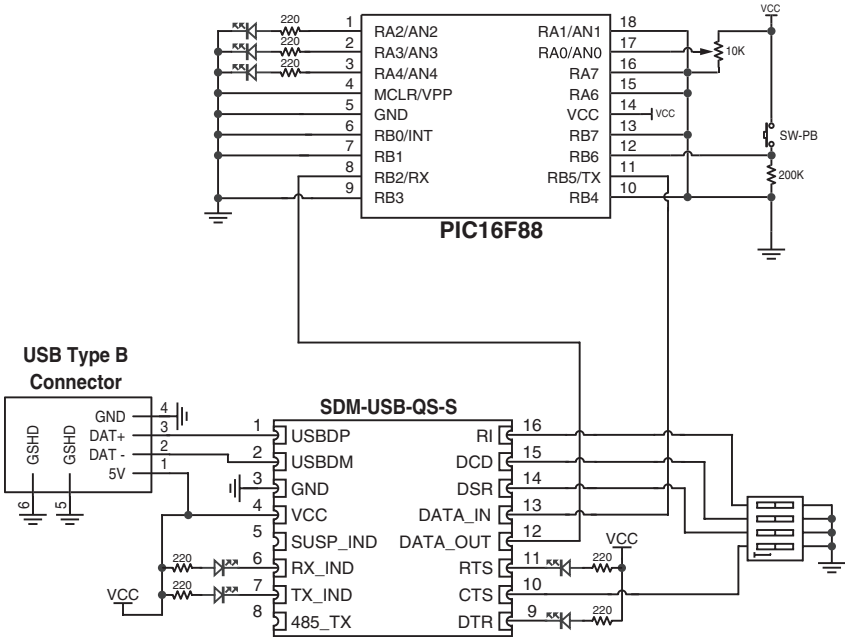 VCC
220 1 RA2/AN2 RA1/AN1 18
220 2 RA3/AN3 RA0/AN0 17 10K
220 3 RA4/AN4 RA7 16
4 MCLR/VPP RA6 15
5 GND VCC 14 VCC
6 RB0/INT RB7 13 SW-PB
7 RB1 RB6 12
8 RB2/RX RB5/TX 11 200K
9 RB3 RB4 10
PIC16F88
USB Type B
Connector
GSHD
GSHD
GND 4
DAT+ 3
DAT - 2
5V 1
6
5
SDM-USB-QS-S
1 USBDP RI 16
2 USBDM DCD 15
3 GND DSR 14
4 VCC DATA_IN 13
5 SUSP_IND DATA_OUT 12 VCC
220 6 RX_IND RTS 11 220
VCC 220 7 TX_IND CTS 10
8 485_TX DTR 9 220
1